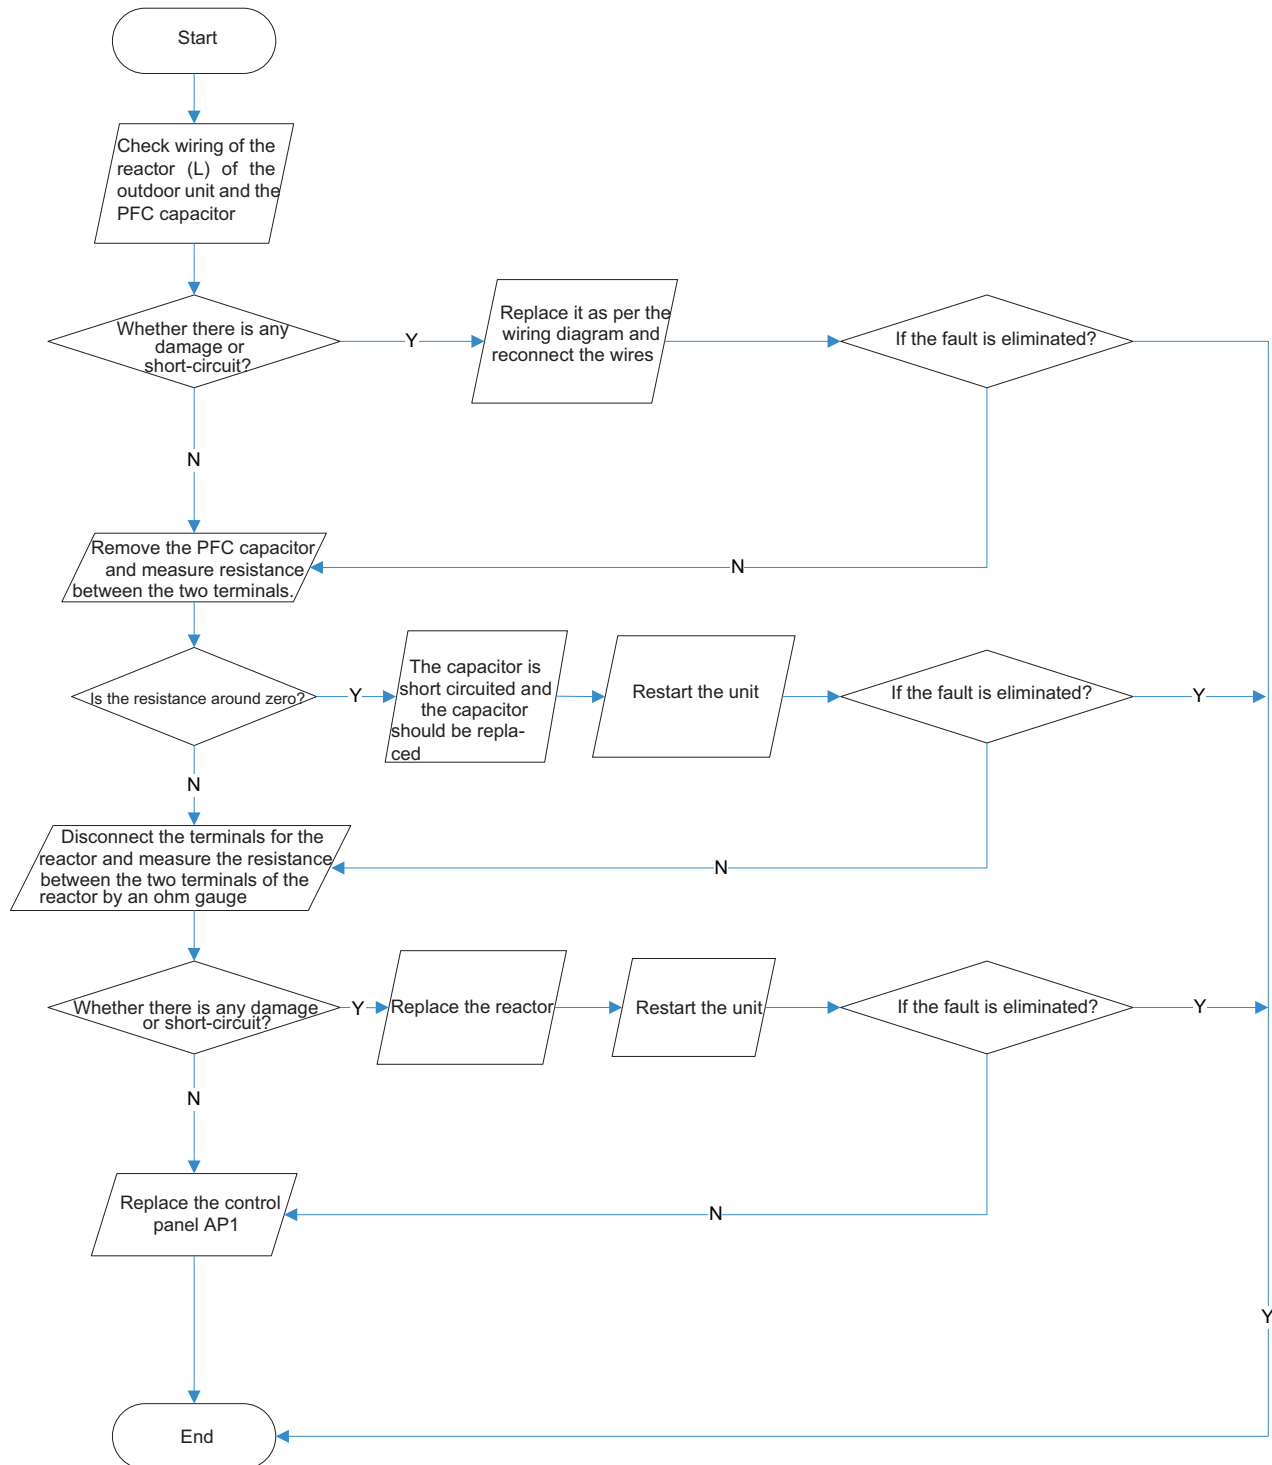 Start
Check wiring of the
reactor (L) of the
outdoor unit and the
PFC capacitor
Whether there is any
damage or
short-circuit?
Y
Replace it as per the
wiring diagram and
reconnect the wires
If the fault is eliminated?
N
Remove the PFC capacitor
and measure resistance
between the two terminals.
N
Is the resistance around zero?
Y
The capacitor is
short circuited and
the capacitor
should be repla-
ced
Restart the unit
If the fault is eliminated?
Y
N
Disconnect the terminals for the
reactor and measure the resistance
between the two terminals of the
reactor by an ohm gauge
N
Whether there is any damage
or short-circuit?
Y
Replace the reactor
Restart the unit
If the fault is eliminated?
Y
N
Replace the control
panel AP1
N
Y
End